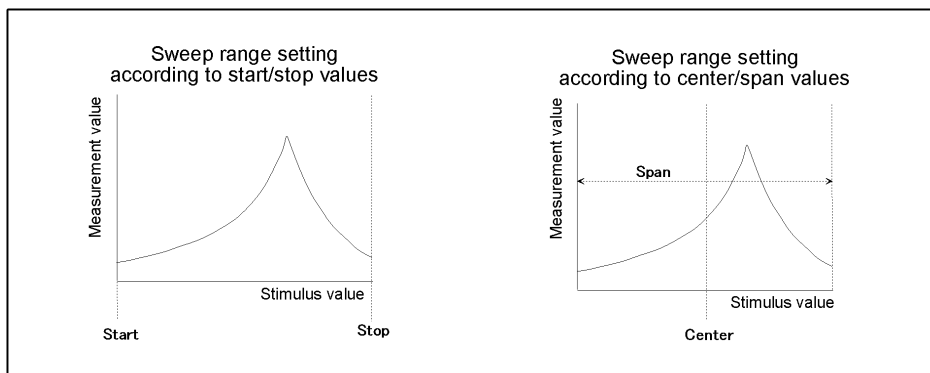 Sweep range setting
according to start/stop values
Measurement value
Stimulus value
Start
Stop
Sweep range setting
according to center/span values
Measurement value
Span
Stimulus value
Center